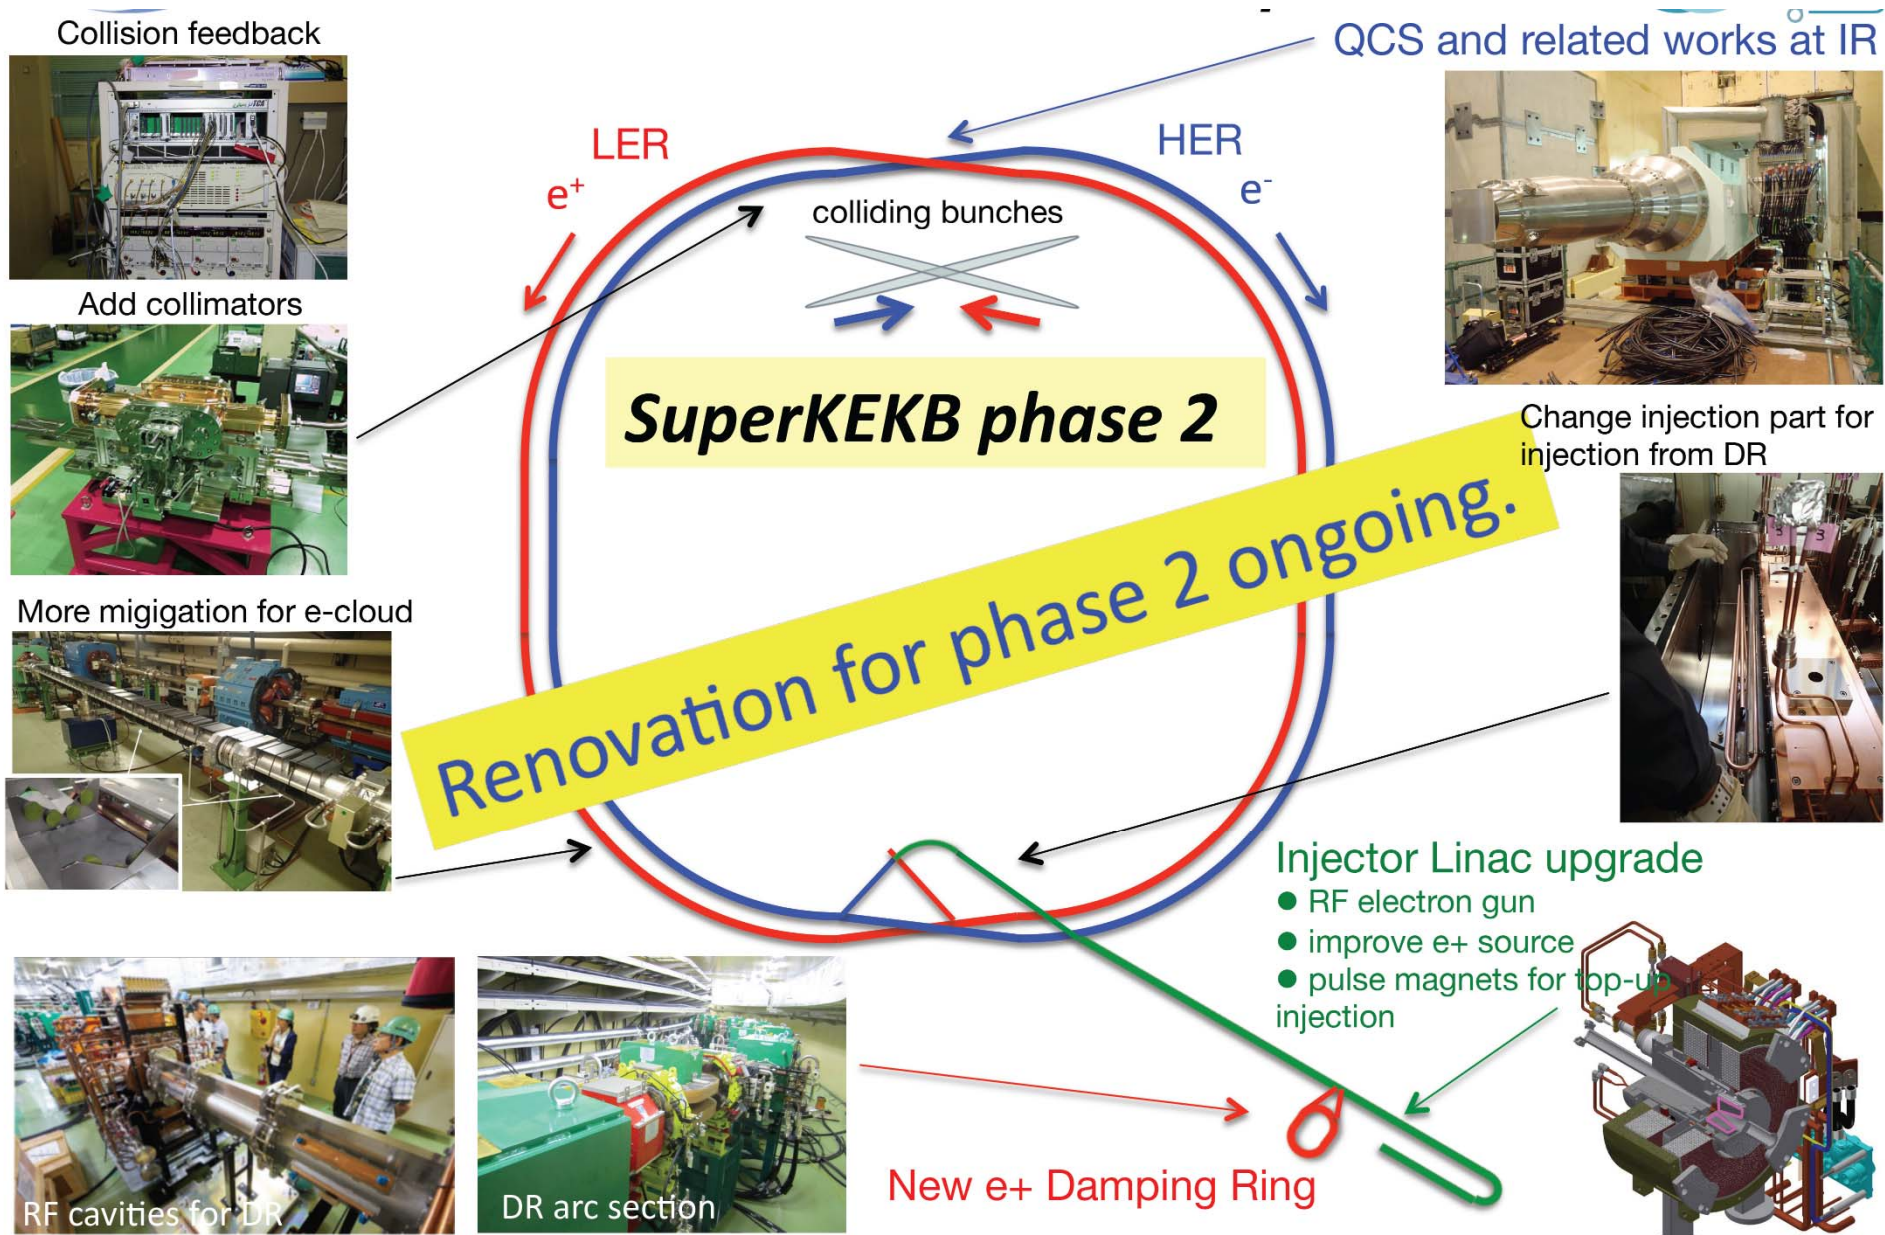 Collision feedback
QCS and related works at IR
LER
HER
e+
e-
colliding bunches
Add collimators
SuperKEKB phase 2
Change injection part for
injection from DR
Renovation for phase 2 ongoing.
More migigation for e-cloud
Injector Linac upgrade
● RF electron gun
● improve e+ source
● pulse magnets for top-up
injection
RF cavities for DR
DR arc section
New e+ Damping Ring